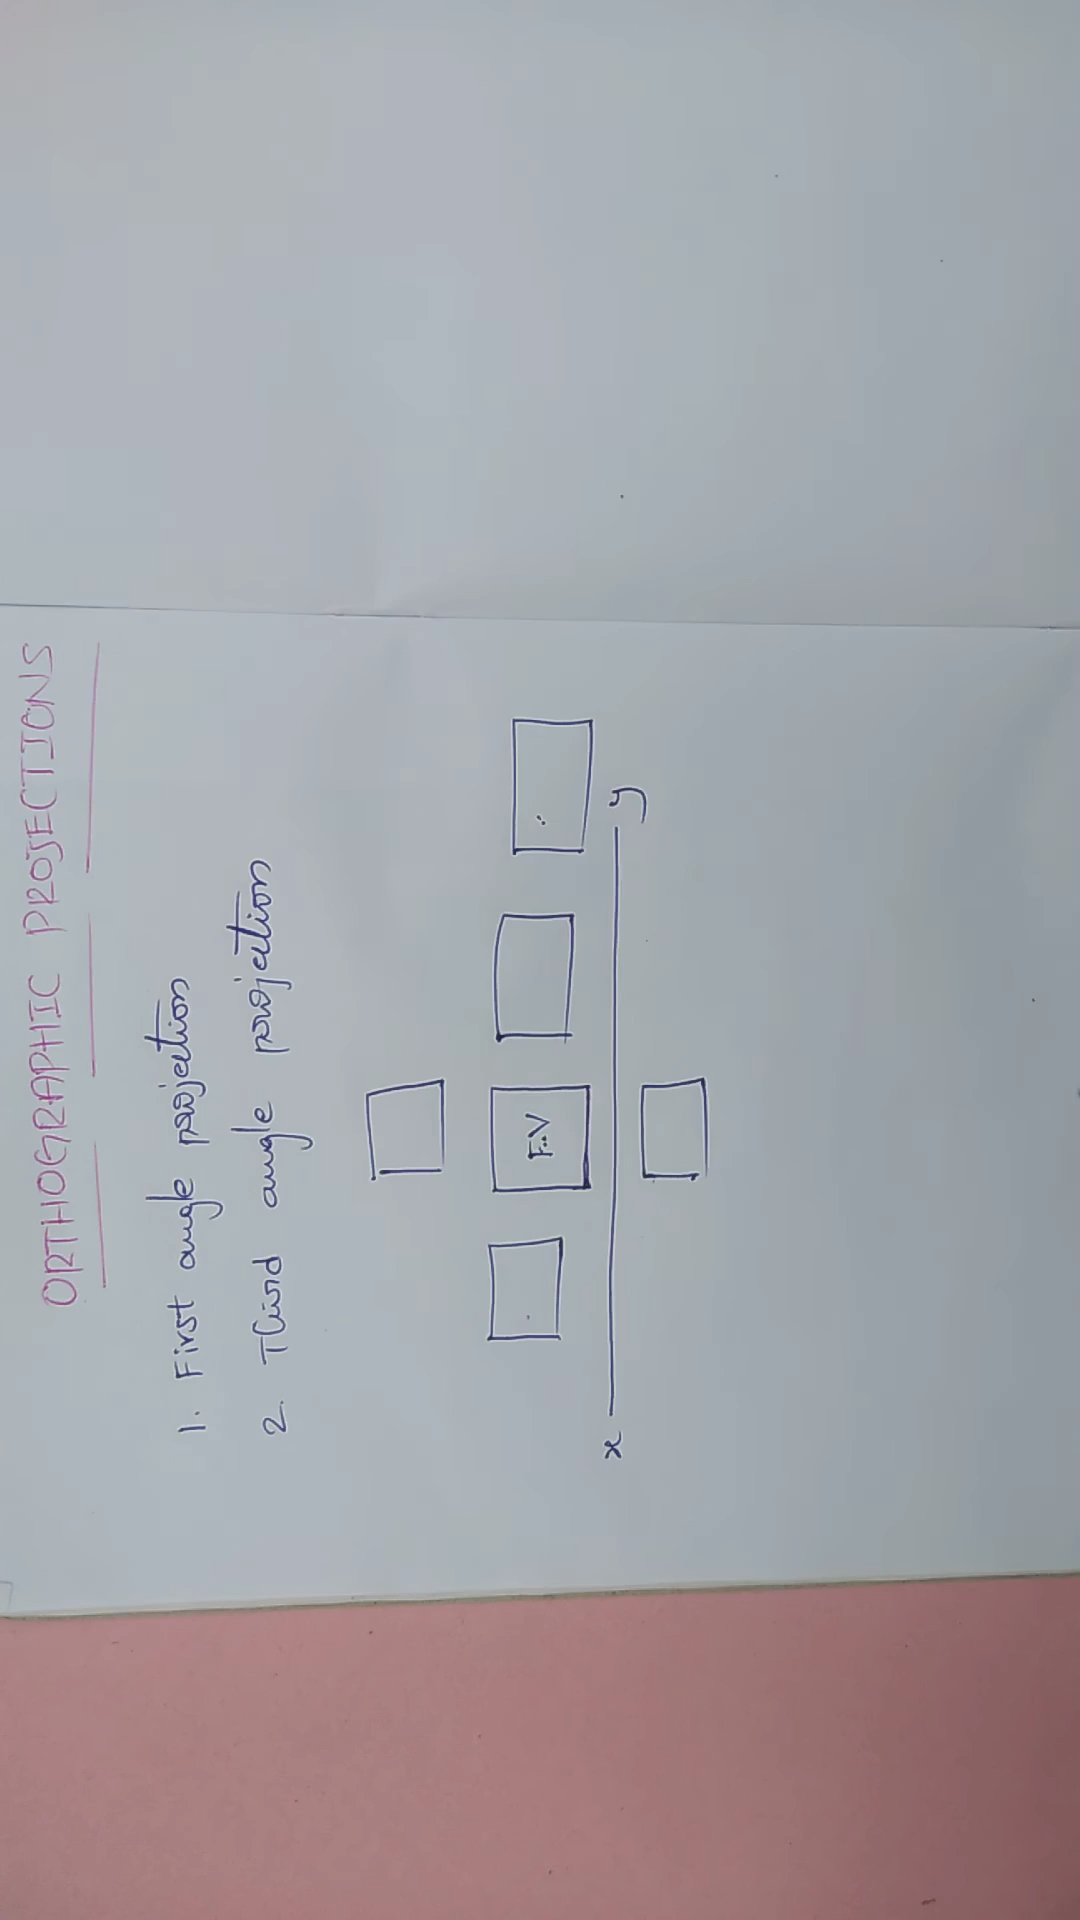 ORTHOGRAPHIC PROJECTIONS
1. First angle projection
2. Third angle projection
F.V
x y